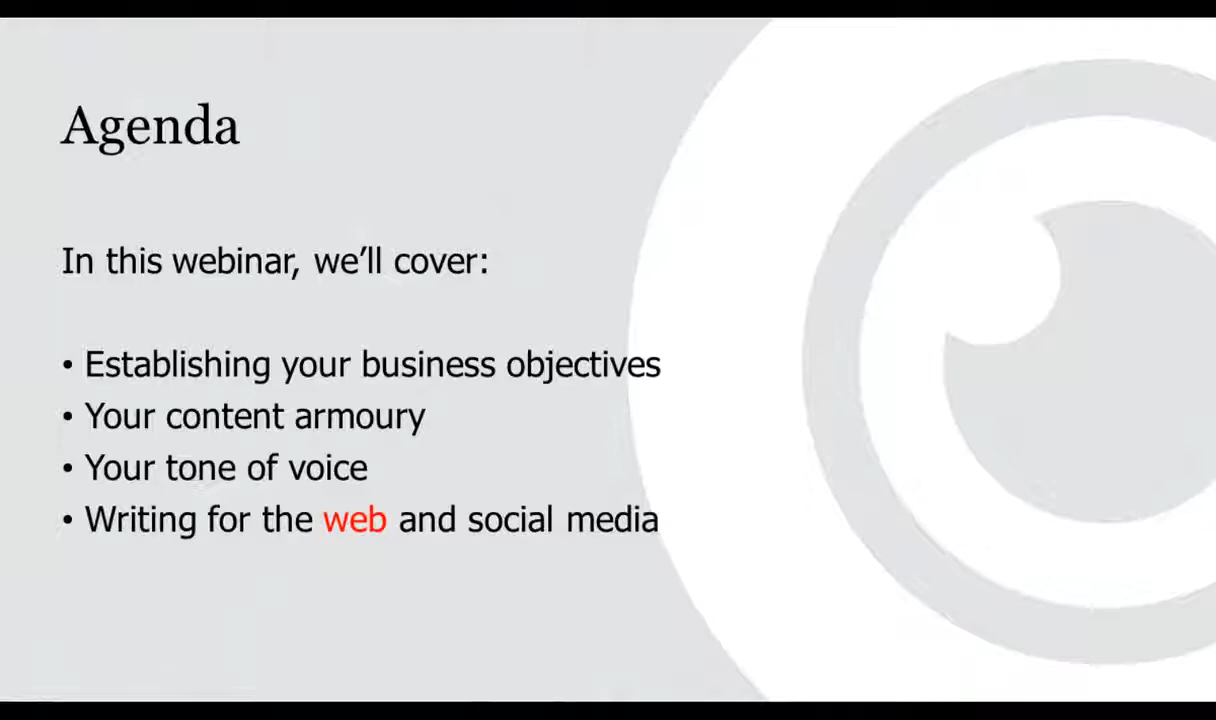 Agenda
In this webinar, we’ll cover:
• Establishing your business objectives
• Your content armoury
• Your tone of voice
• Writing for the web and social media